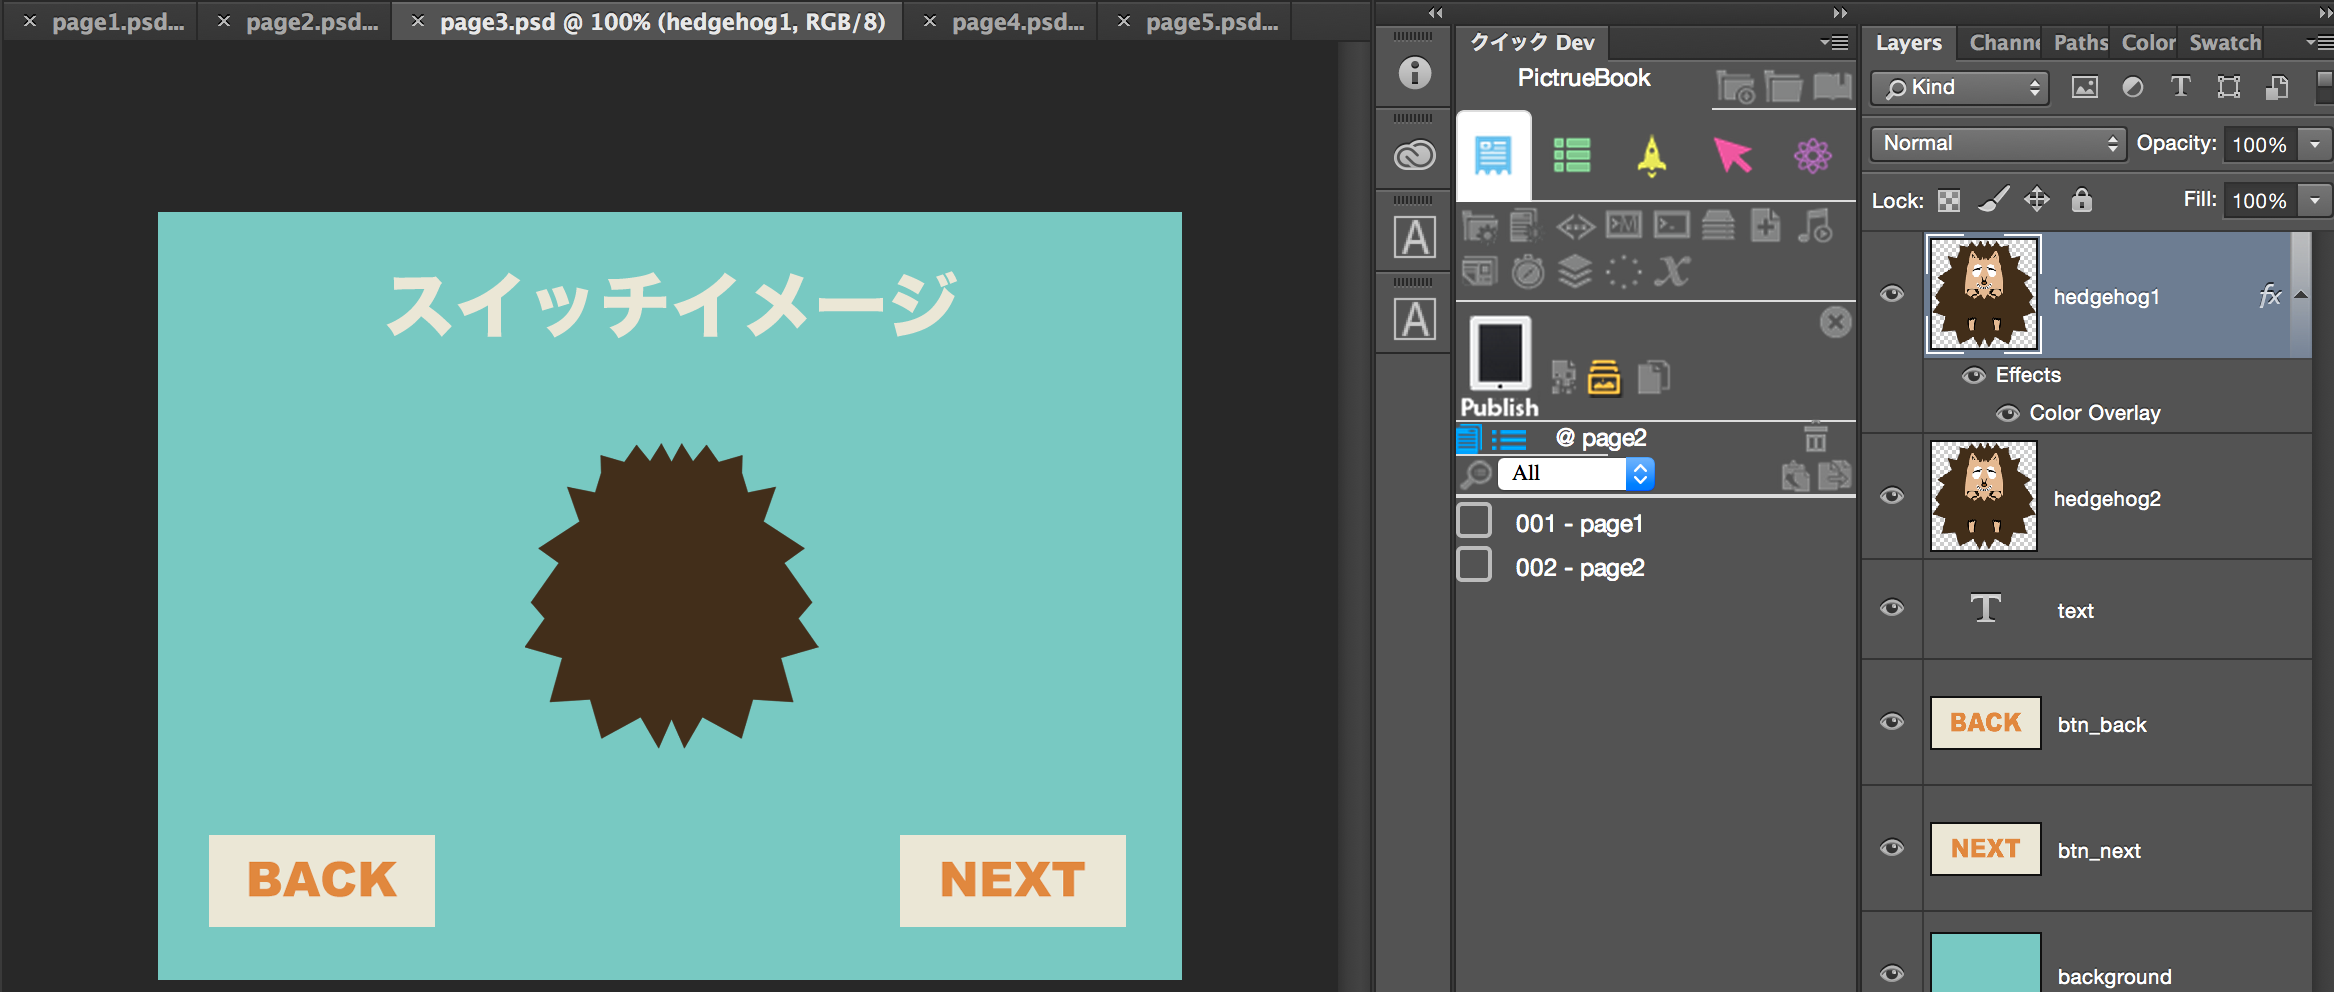 page1.psd...
page2.psd...
page3.psd @ 100% (hedgehog1, RGB/8)
page4.psd...
page5.psd...
スイッチイメージ
BACK
NEXT
A
A
クイック Dev
PictrueBook
Publish
@ page2
All
001 - page1
002 - page2
Layers
Channe
Paths
Color
Swatch
Kind
Normal
Opacity: 100%
Lock:
Fill: 100%
hedgehog1
fx
Effects
Color Overlay
hedgehog2
T
text
BACK
btn_back
NEXT
btn_next
background